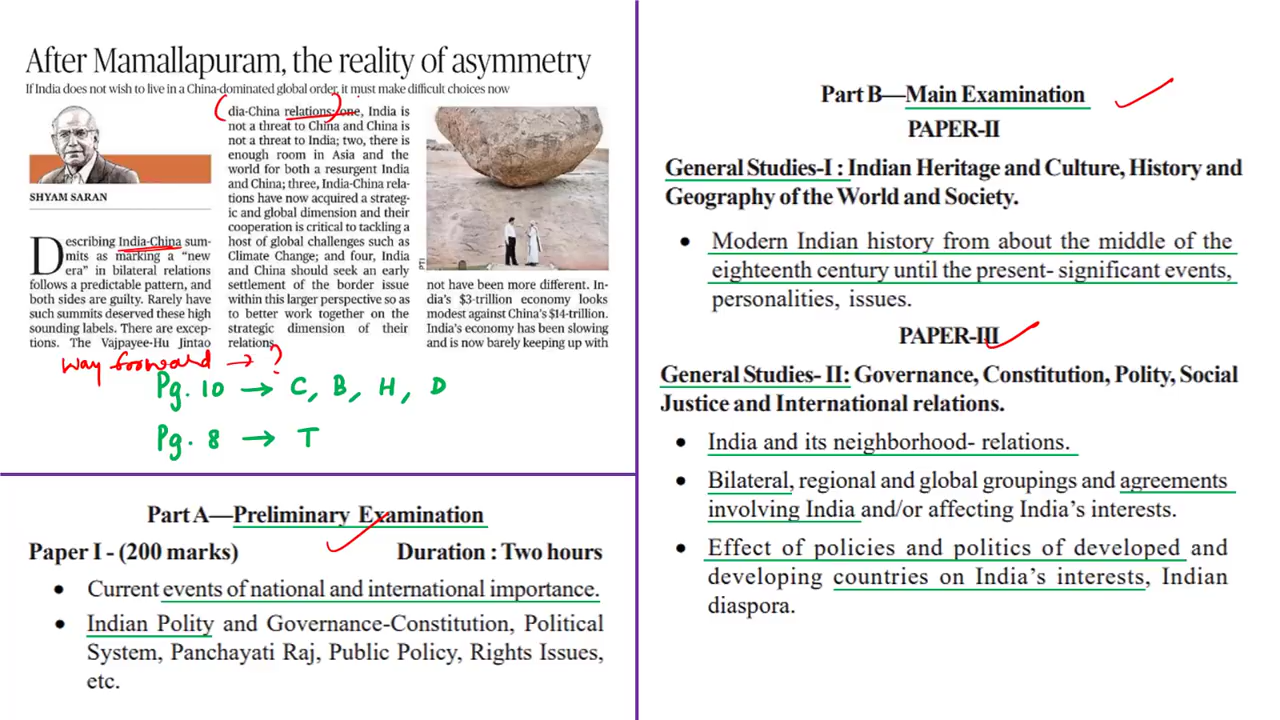 After Mamallapuram, the reality of asymmetry
If India does not wish to live in a China-dominated global order, it must make difficult choices now
SHYAM SARAN
Describing India-China sum-
mits as marking a “new
era” in bilateral relations
follows a predictable pattern, and
both sides are guilty. Rarely have
such summits deserved these high
sounding labels. There are excep-
tions. The Vajpayee-Hu Jintao
dia-China relations: one, India is
not a threat to China and China is
not a threat to India; two, there is
enough room in Asia and the
world for both a resurgent India
and China; three, India-China rela-
tions have now acquired a strateg-
ic and global dimension and their
cooperation is critical to tackling a
host of global challenges such as
Climate Change; and four, India
and China should seek an early
settlement of the border issue
within this larger perspective so as
to better work together on the
strategic dimension of their
relations.
PTI
not have been more different. In-
dia’s $3-trillion economy looks
modest against China’s $14-trillion.
India’s economy has been slowing
and is now barely keeping up with
way forward → ?
Pg. 10 → C, B, H, D
Pg. 8 → T
Part A—Preliminary Examination
Paper I - (200 marks) Duration : Two hours
• Current events of national and international importance.
• Indian Polity and Governance-Constitution, Political
System, Panchayati Raj, Public Policy, Rights Issues,
etc.
Part B—Main Examination
PAPER-II
General Studies-I : Indian Heritage and Culture, History and
Geography of the World and Society.
• Modern Indian history from about the middle of the
eighteenth century until the present- significant events,
personalities, issues.
PAPER-III
General Studies- II: Governance, Constitution, Polity, Social
Justice and International relations.
• India and its neighborhood- relations.
• Bilateral, regional and global groupings and agreements
involving India and/or affecting India’s interests.
• Effect of policies and politics of developed and
developing countries on India’s interests, Indian
diaspora.